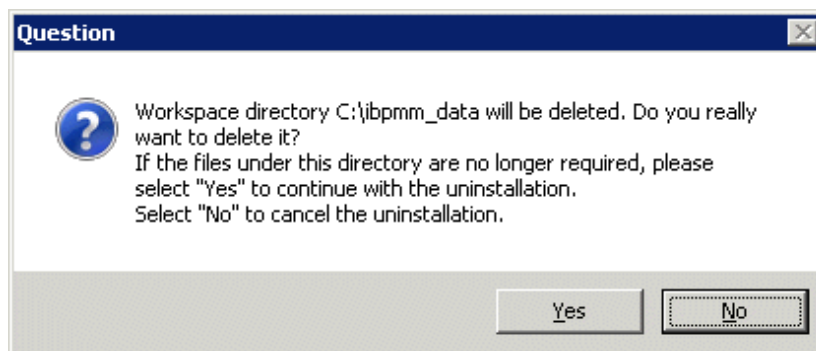 Question
Workspace directory C:\ibpmm_data will be deleted. Do you really
want to delete it?
If the files under this directory are no longer required, please
select "Yes" to continue with the uninstallation.
Select "No" to cancel the uninstallation.
Yes
No